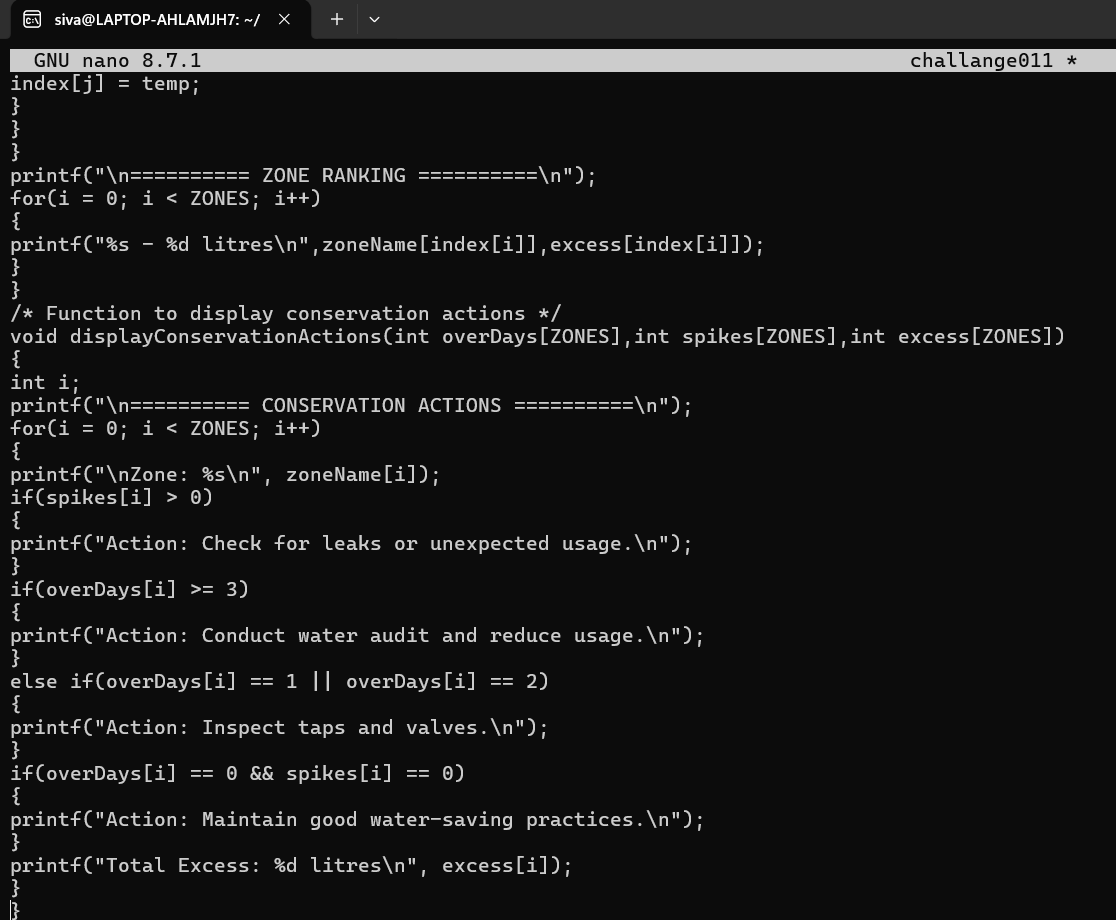 siva@LAPTOP-AHLAMJH7: ~/
GNU nano 8.7.1 challange011 *
index[j] = temp;
}
}
}
printf("\n========== ZONE RANKING ==========\n");
for(i = 0; i < ZONES; i++)
{
printf("%s - %d litres\n",zoneName[index[i]],excess[index[i]]);
}
}
/* Function to display conservation actions */
void displayConservationActions(int overDays[ZONES],int spikes[ZONES],int excess[ZONES])
{
int i;
printf("\n========== CONSERVATION ACTIONS ==========\n");
for(i = 0; i < ZONES; i++)
{
printf("\nZone: %s\n", zoneName[i]);
if(spikes[i] > 0)
{
printf("Action: Check for leaks or unexpected usage.\n");
}
if(overDays[i] >= 3)
{
printf("Action: Conduct water audit and reduce usage.\n");
}
else if(overDays[i] == 1 || overDays[i] == 2)
{
printf("Action: Inspect taps and valves.\n");
}
if(overDays[i] == 0 && spikes[i] == 0)
{
printf("Action: Maintain good water-saving practices.\n");
}
printf("Total Excess: %d litres\n", excess[i]);
}
}